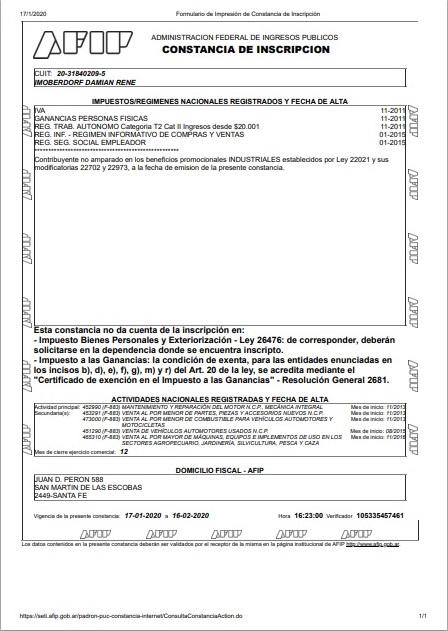 17/1/2020 Formulario de Impresión de Constancia de Inscripción
AFIP ADMINISTRACION FEDERAL DE INGRESOS PUBLICOS
CONSTANCIA DE INSCRIPCION
CUIT: 20-31840209-5
IMOBERDORF DAMIAN RENE
IMPUESTOS/REGIMENES NACIONALES REGISTRADOS Y FECHA DE ALTA
IVA 11-2011
GANANCIAS PERSONAS FISICAS 11-2011
REG. TRAB. AUTONOMO Categoria T2 Cat II Ingresos desde $20.001 11-2011
REG. INF. - REGIMEN INFORMATIVO DE COMPRAS Y VENTAS 01-2015
REG. SEG. SOCIAL EMPLEADOR 01-2015
Contribuyente no amparado en los beneficios promocionales INDUSTRIALES establecidos por Ley 22021 y sus
modificatorias 22702 y 22973, a la fecha de emision de la presente constancia.
Esta constancia no da cuenta de la inscripción en:
- Impuesto Bienes Personales y Exteriorización - Ley 26476: de corresponder, deberán
solicitarse en la dependencia donde se encuentra inscripto.
- Impuesto a las Ganancias: la condición de exenta, para las entidades enunciadas en
los incisos b), d), e), f), g), m) y r) del Art. 20 de la ley, se acredita mediante el
"Certificado de exención en el Impuesto a las Ganancias" - Resolución General 2681.
ACTIVIDADES NACIONALES REGISTRADAS Y FECHA DE ALTA
Actividad principal: 452990 (F-883) MANTENIMIENTO Y REPARACIÓN DEL MOTOR N.C.P., MECÁNICA INTEGRAL Mes de inicio: 11/2013
Secundaria(s): 453291 (F-883) VENTA AL POR MENOR DE PARTES, PIEZAS Y ACCESORIOS NUEVOS N.C.P. Mes de inicio: 11/2013
473000 (F-883) VENTA AL POR MENOR DE COMBUSTIBLE PARA VEHÍCULOS AUTOMOTORES Y Mes de inicio: 11/2013
MOTOCICLETAS
451290 (F-883) VENTA DE VEHÍCULOS AUTOMOTORES USADOS N.C.P. Mes de inicio: 08/2015
465310 (F-883) VENTA AL POR MAYOR DE MÁQUINAS, EQUIPOS E IMPLEMENTOS DE USO EN LOS Mes de inicio: 11/2016
SECTORES AGROPECUARIO, JARDINERÍA, SILVICULTURA, PESCA Y CAZA
Mes de cierre ejercicio comercial: 12
DOMICILIO FISCAL - AFIP
JUAN D. PERON 588
SAN MARTIN DE LAS ESCOBAS
2449-SANTA FE
Vigencia de la presente constancia: 17-01-2020 a 16-02-2020 Hora 16:23:00 Verificador 105335457461
AFIP AFIP AFIP AFIP AFIP
Los datos contenidos en la presente constancia deberán ser validados por el receptor de la misma en la página institucional de AFIP http://www.afip.gob.ar.
https://seti.afip.gob.ar/padron-puc-constancia-internet/ConsultaConstanciaAction.do 1/1